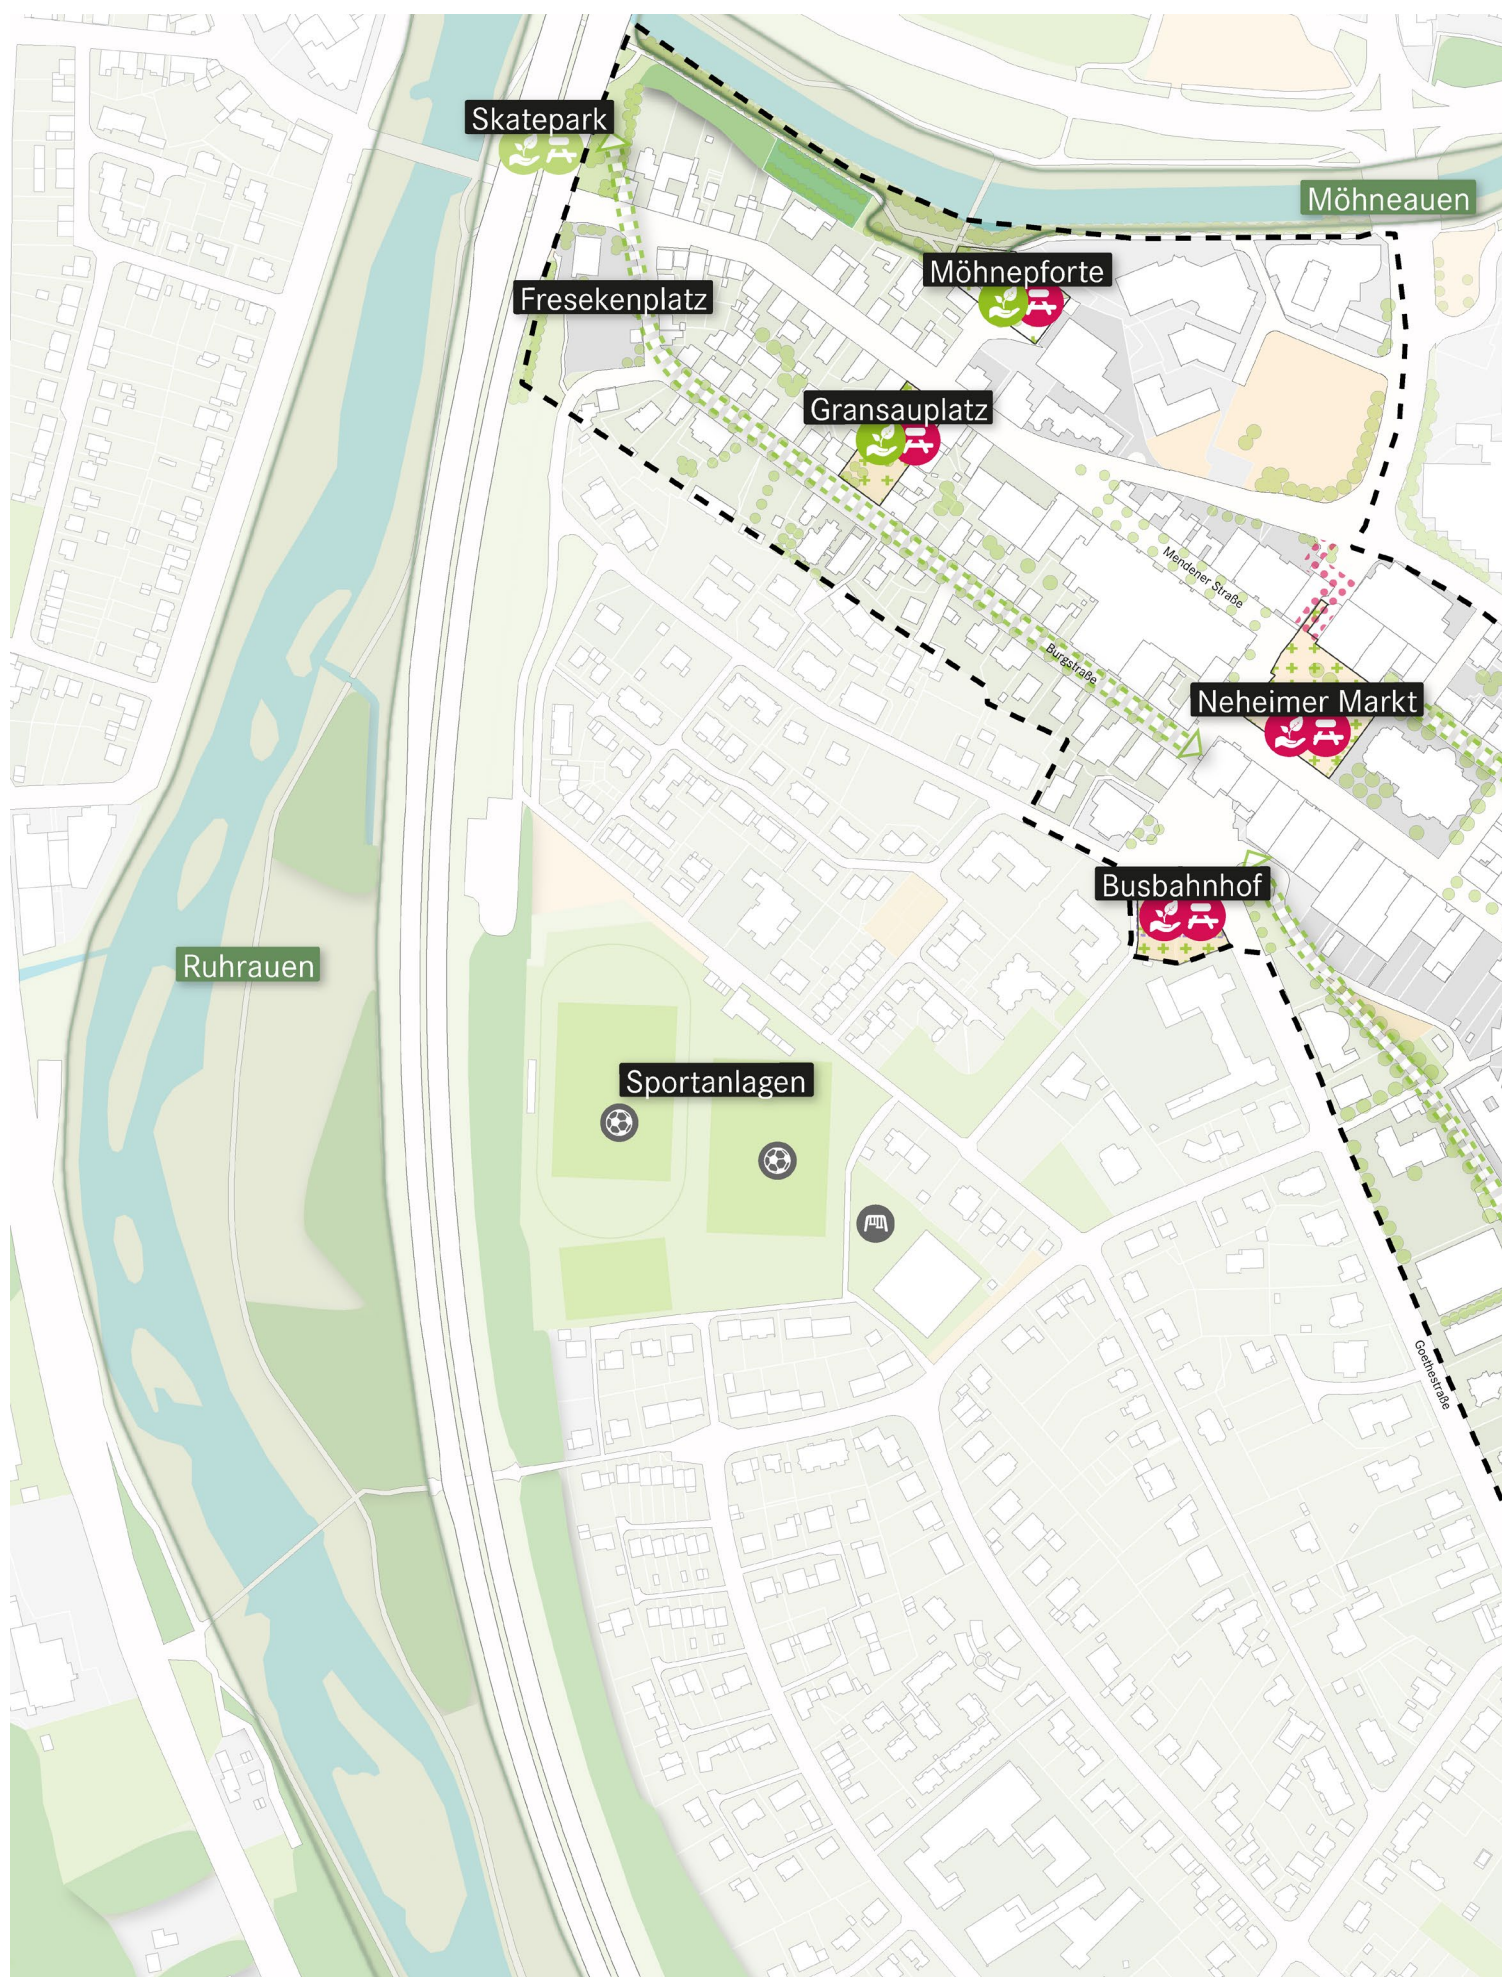 Skatepark
Möhneauen
Möhnepforte
Fresekenplatz
Gransauplatz
Mendener Straße
Burgstraße
Neheimer Markt
Busbahnhof
Ruhrauen
Sportanlagen
Goethestraße